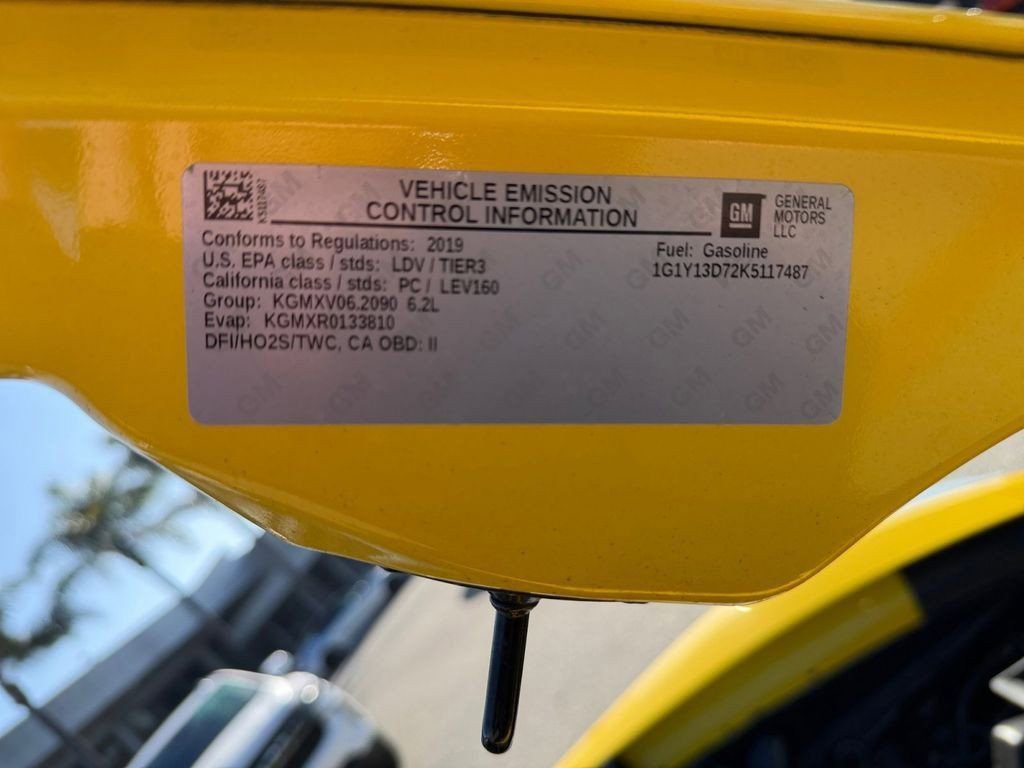 VEHICLE EMISSION
CONTROL INFORMATION
GM
GENERAL
MOTORS
LLC
K5117487
Conforms to Regulations: 2019
U.S. EPA class / stds: LDV / TIER3
California class / stds: PC / LEV160
Group: KGMXV06.2090 6.2L
Evap: KGMXR0133810
DFI/HO2S/TWC, CA OBD: II
Fuel: Gasoline
1G1Y13D72K5117487